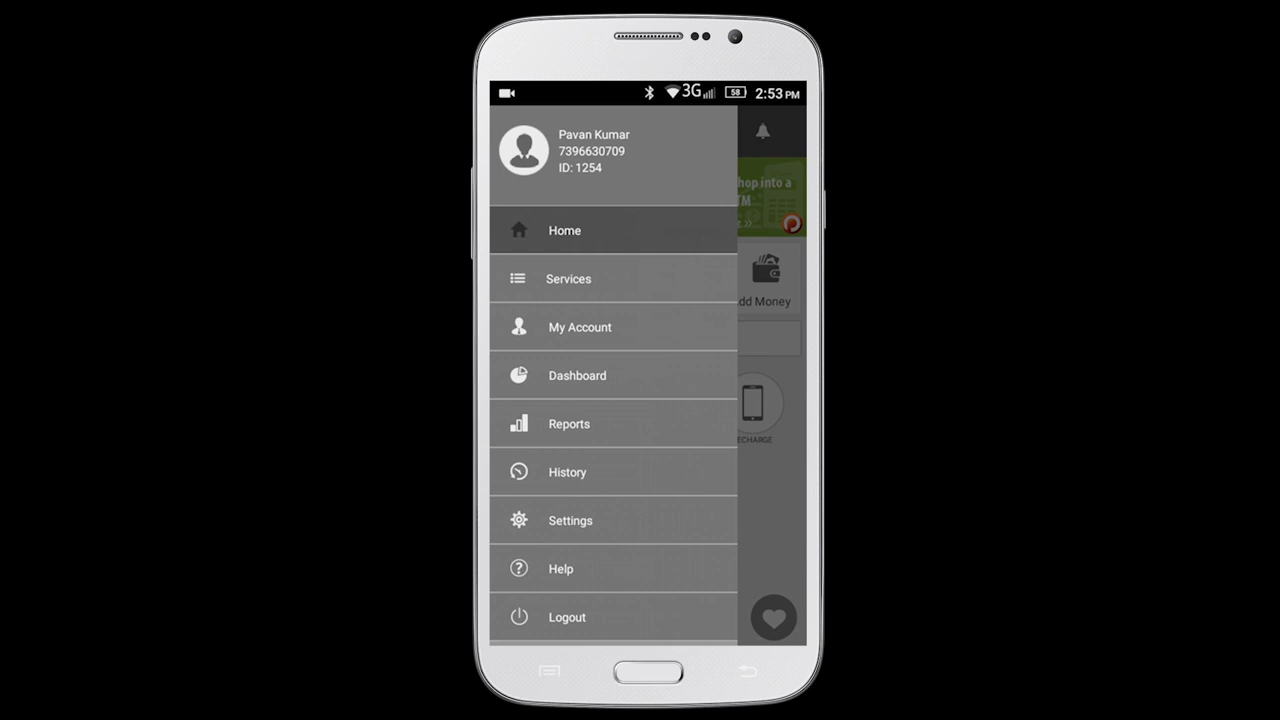 3G 58 2:53 PM
Pavan Kumar
7396630709
ID: 1254
hop into a
TM
Home
Services
dd Money
My Account
Dashboard
Reports
ECHARGE
History
Settings
Help
Logout